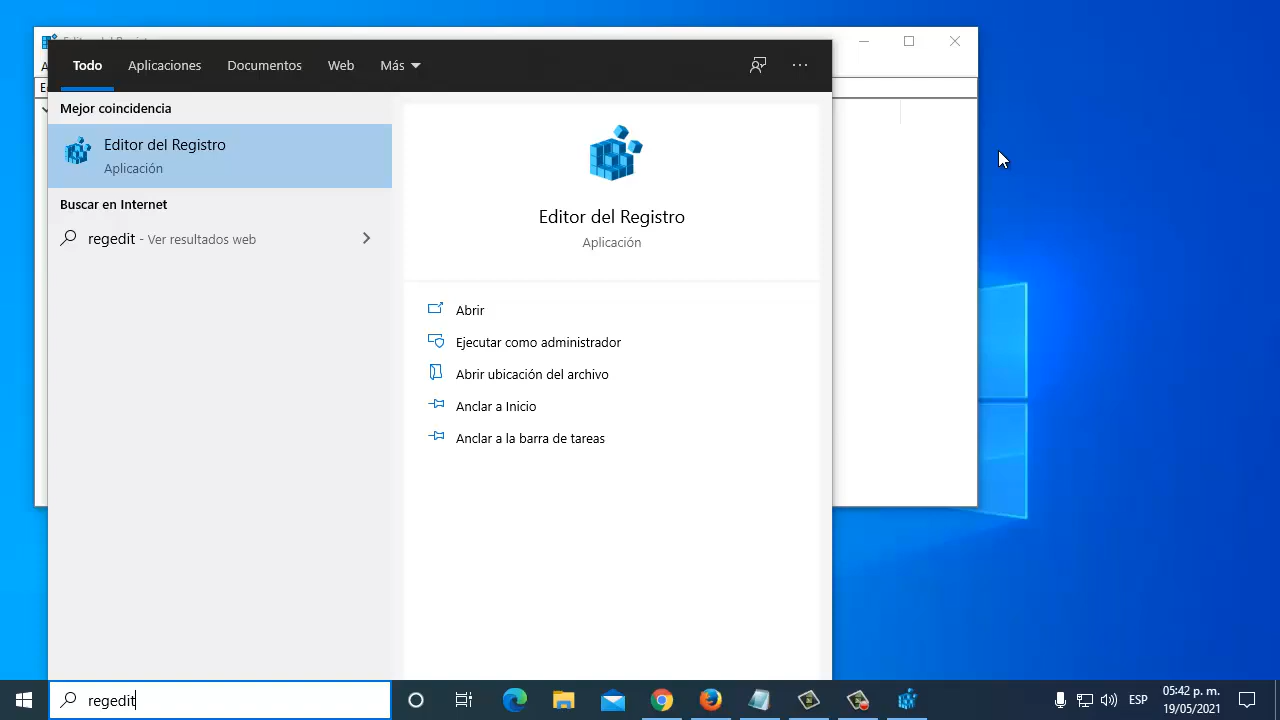 Todo
Aplicaciones
Documentos
Web
Más
Mejor coincidencia
Editor del Registro
Aplicación
Buscar en Internet
regedit - Ver resultados web
Editor del Registro
Aplicación
Abrir
Ejecutar como administrador
Abrir ubicación del archivo
Anclar a Inicio
Anclar a la barra de tareas
regedit
ESP
05:42 p. m.
19/05/2021